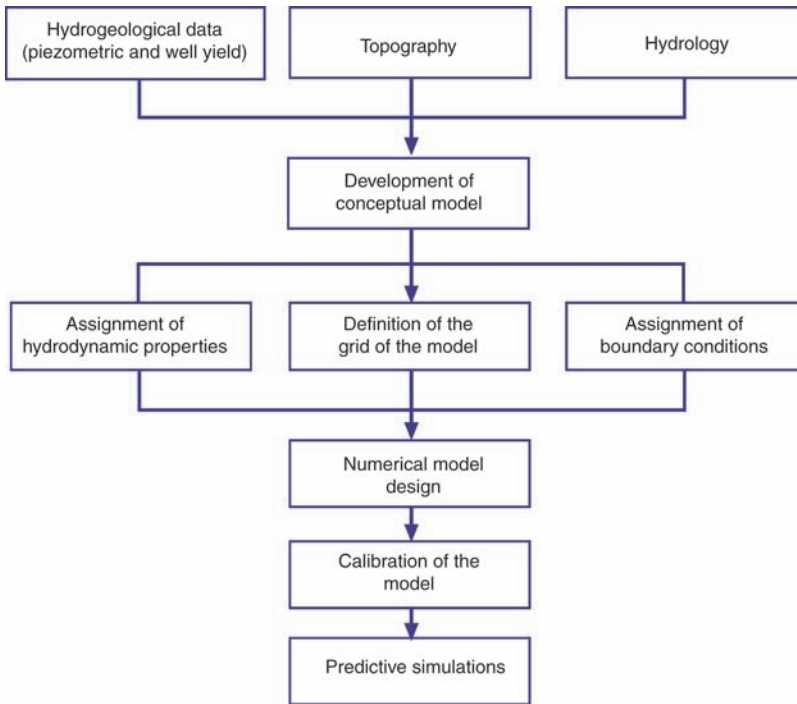 Hydrogeological data
(piezometric and well yield)
Topography
Hydrology
Development of
conceptual model
Assignment of
hydrodynamic properties
Definition of the
grid of the model
Assignment of
boundary conditions
Numerical model
design
Calibration of the
model
Predictive simulations